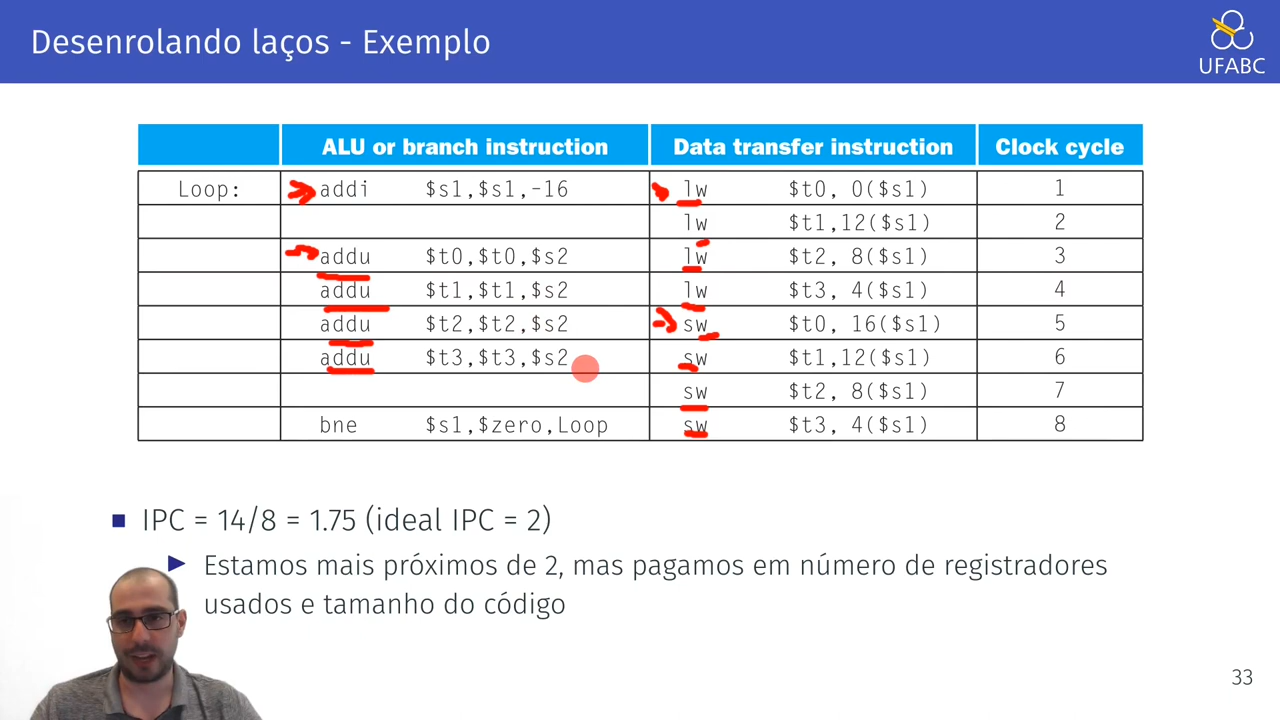 Desenrolando laços - Exemplo
UFABC
ALU or branch instruction Data transfer instruction Clock cycle
Loop: addi $s1,$s1,-16 lw $t0, 0($s1) 1
lw $t1,12($s1) 2
addu $t0,$t0,$s2 lw $t2, 8($s1) 3
addu $t1,$t1,$s2 lw $t3, 4($s1) 4
addu $t2,$t2,$s2 sw $t0, 16($s1) 5
addu $t3,$t3,$s2 sw $t1,12($s1) 6
sw $t2, 8($s1) 7
bne $s1,$zero,Loop sw $t3, 4($s1) 8
IPC = 14/8 = 1.75 (ideal IPC = 2)
Estamos mais próximos de 2, mas pagamos em número de registradores
usados e tamanho do código
33